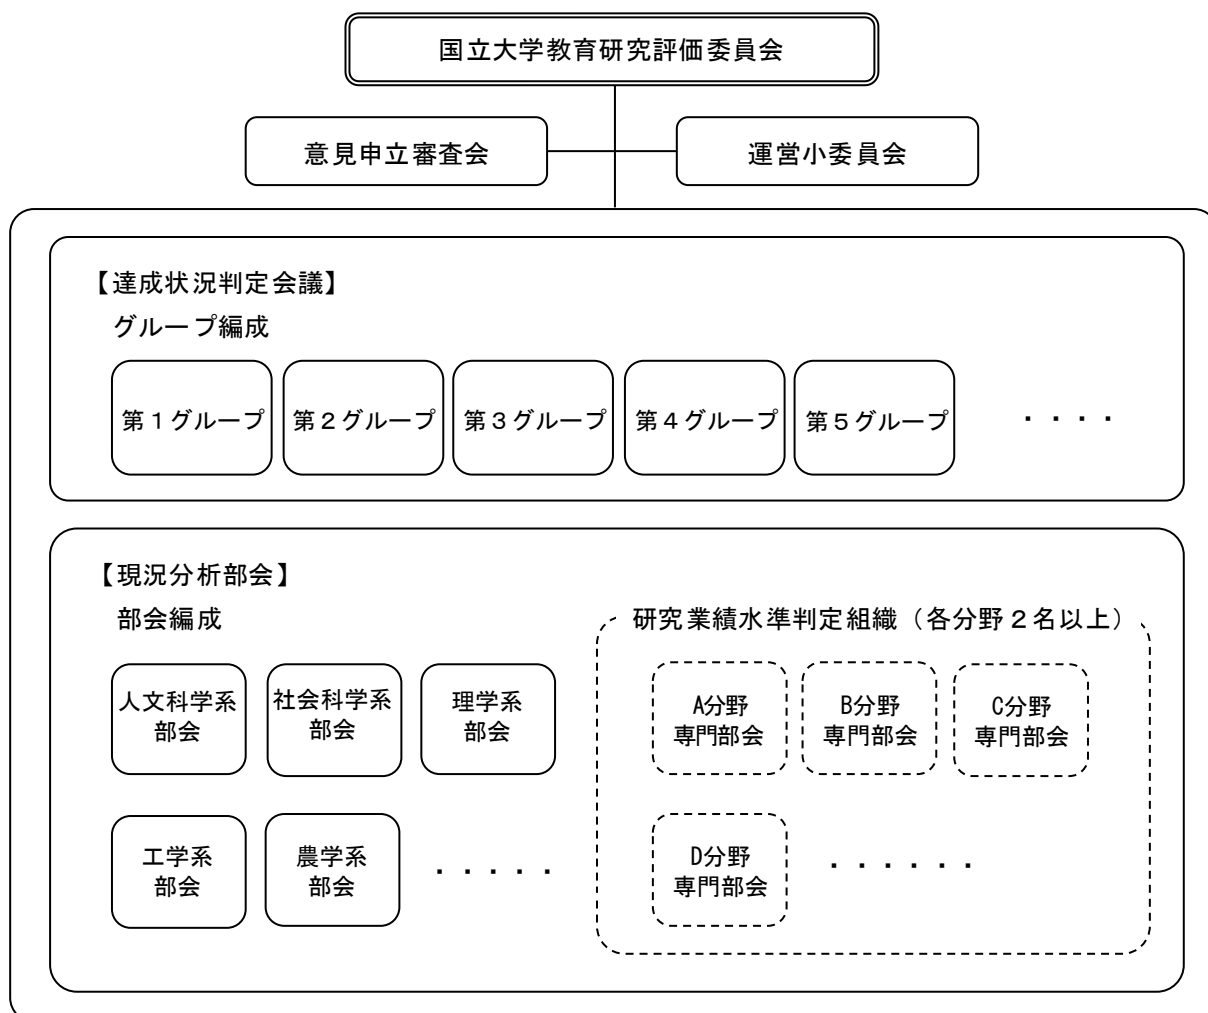 国立大学教育研究評価委員会
意見申立審査会
運営小委員会
【達成状況判定会議】
グループ編成
第１グループ
第２グループ
第３グループ
第４グループ
第５グループ
・・・・
【現況分析部会】
部会編成
人文科学系
部会
社会科学系
部会
理学系
部会
工学系
部会
農学系
部会
・・・・・
研究業績水準判定組織（各分野２名以上）
A分野
専門部会
B分野
専門部会
C分野
専門部会
D分野
専門部会
・・・・・・